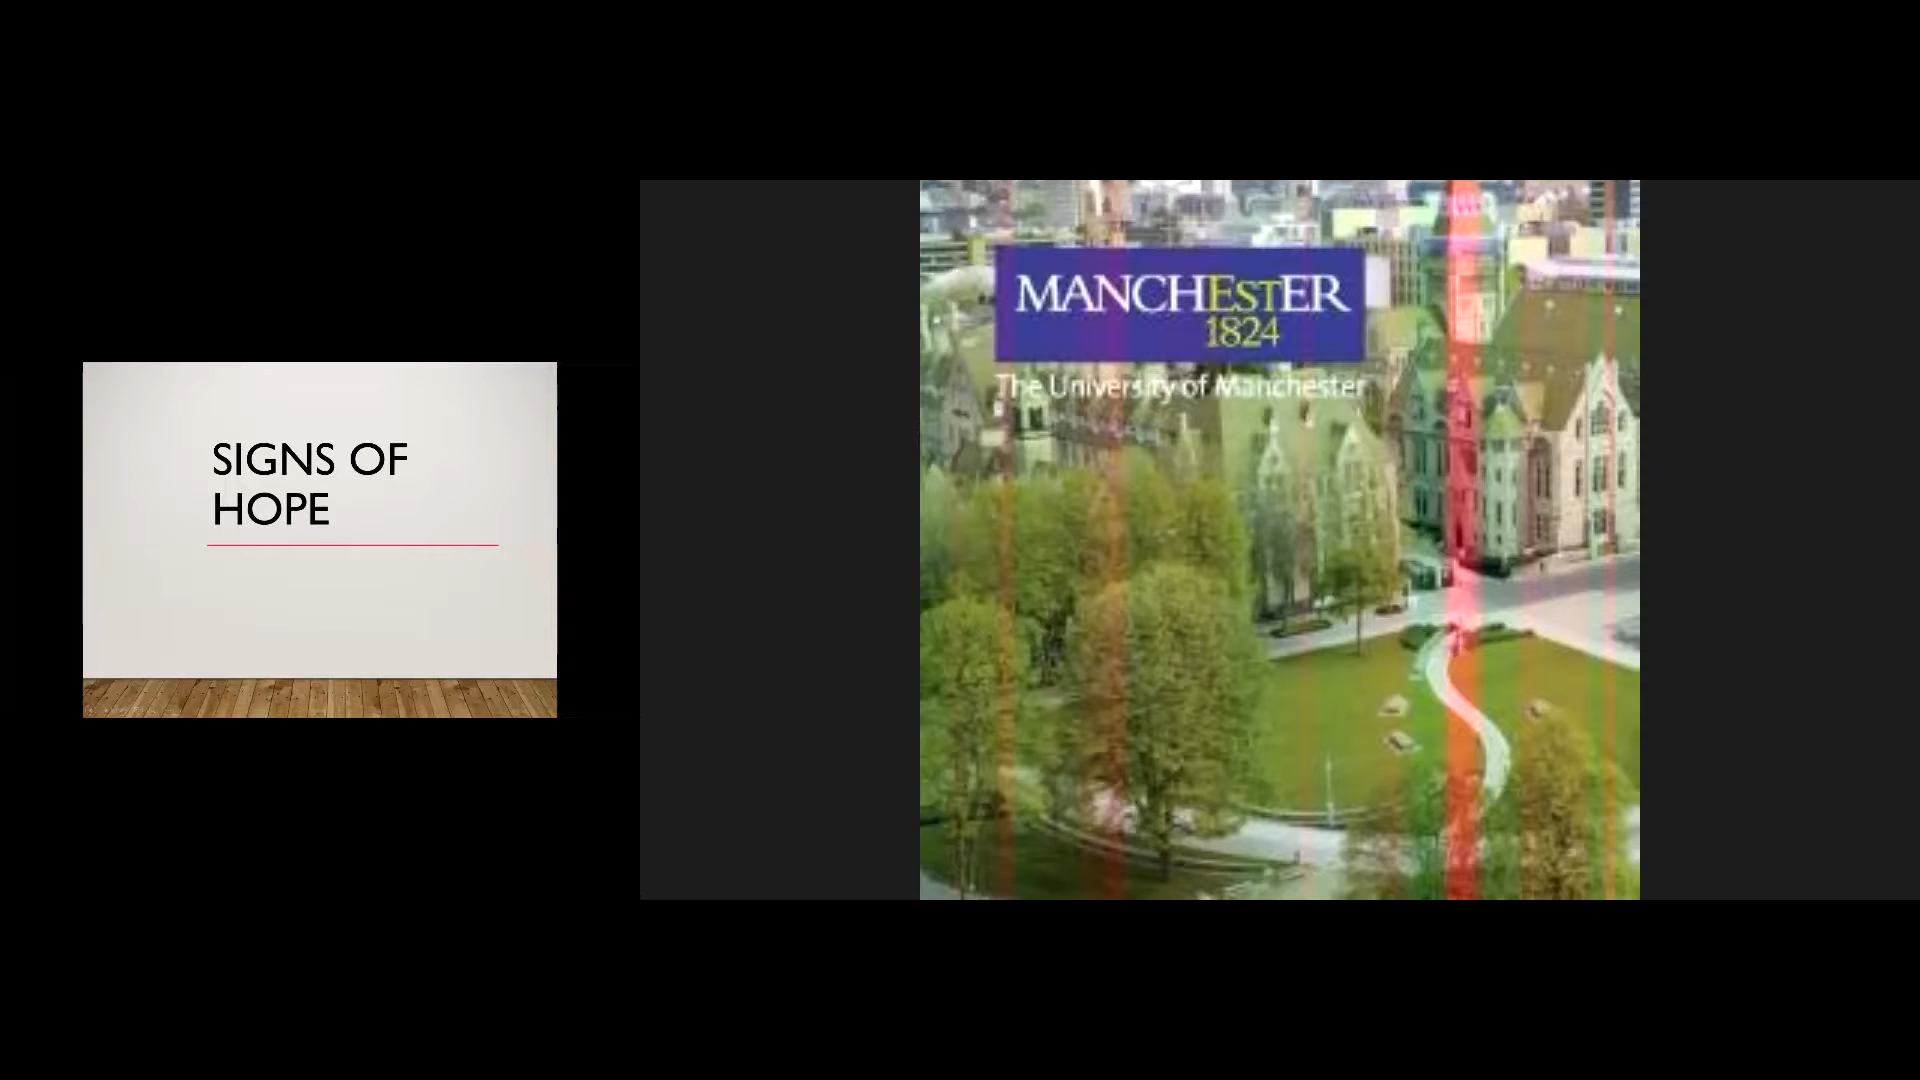 SIGNS OF
HOPE
MANCHESTER
1824
The University of Manchester